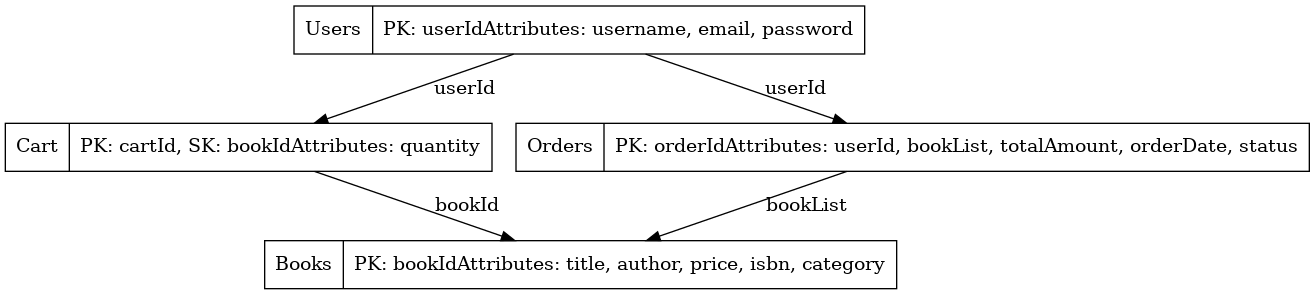 Users PK: userIdAttributes: username, email, password
userId userId
Cart PK: cartId, SK: bookIdAttributes: quantity
Orders PK: orderIdAttributes: userId, bookList, totalAmount, orderDate, status
bookId bookList
Books PK: bookIdAttributes: title, author, price, isbn, category